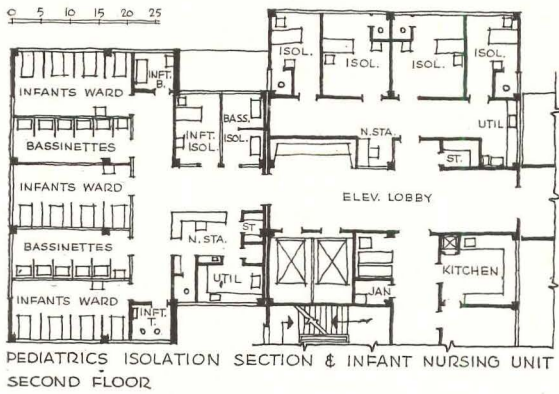 0 5 10 15 20 25
ISOL.
ISOL.
ISOL.
ISOL.
INFT.
B.
INFANTS WARD
BASS.
INFT.
ISOL.
ISOL.
N.STA.
UTIL
BASSINETTES
ST.
INFANTS WARD
ELEV. LOBBY
N.STA.
ST
BASSINETTES
UTIL
KITCHEN
JAN
INFANTS WARD
INFT.
T.
PEDIATRICS ISOLATION SECTION & INFANT NURSING UNIT
SECOND FLOOR